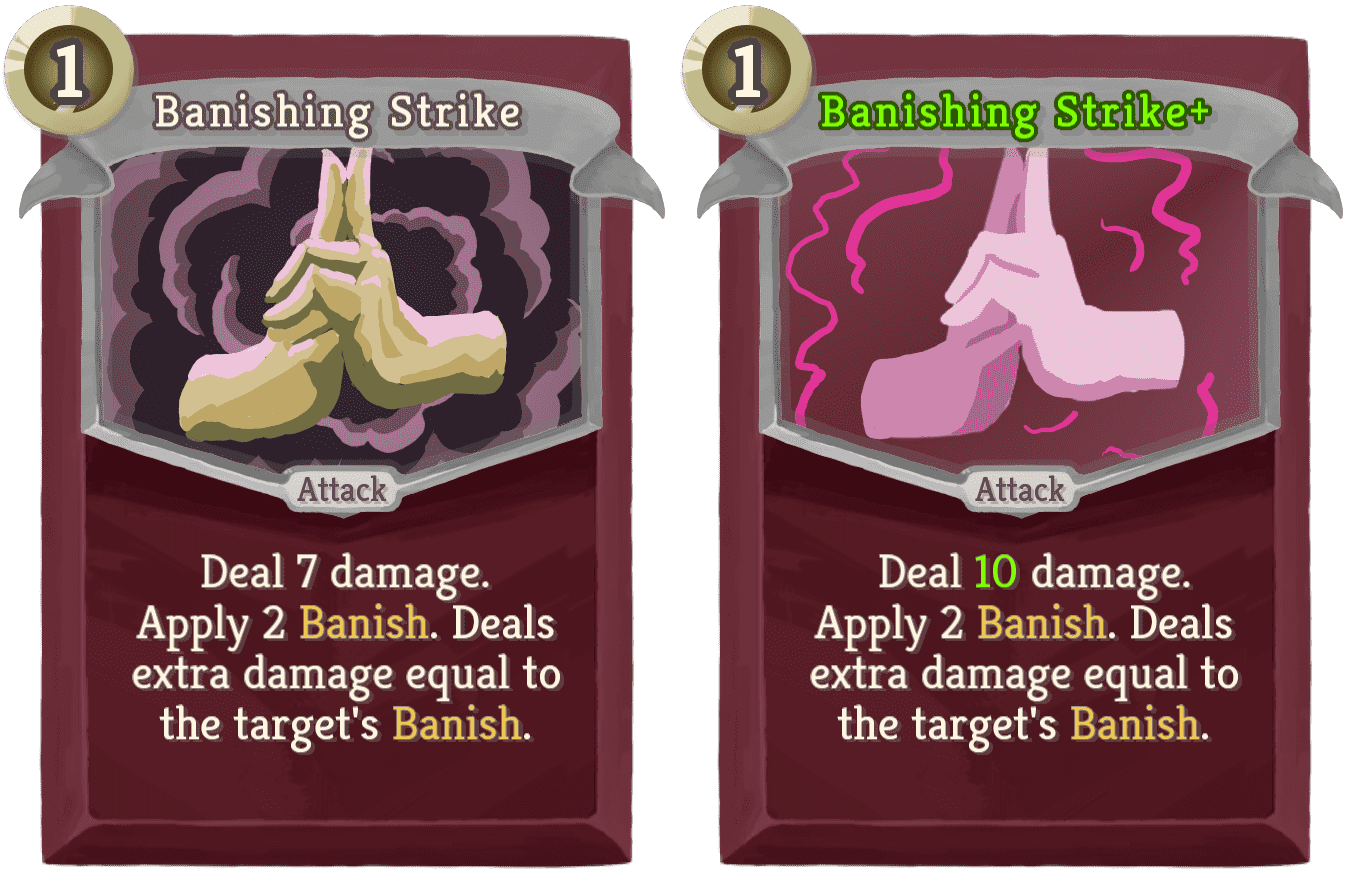 1
Banishing Strike
Attack
Deal 7 damage.
Apply 2 Banish. Deals
extra damage equal to
the target's Banish.
1
Banishing Strike+
Attack
Deal 10 damage.
Apply 2 Banish. Deals
extra damage equal to
the target's Banish.